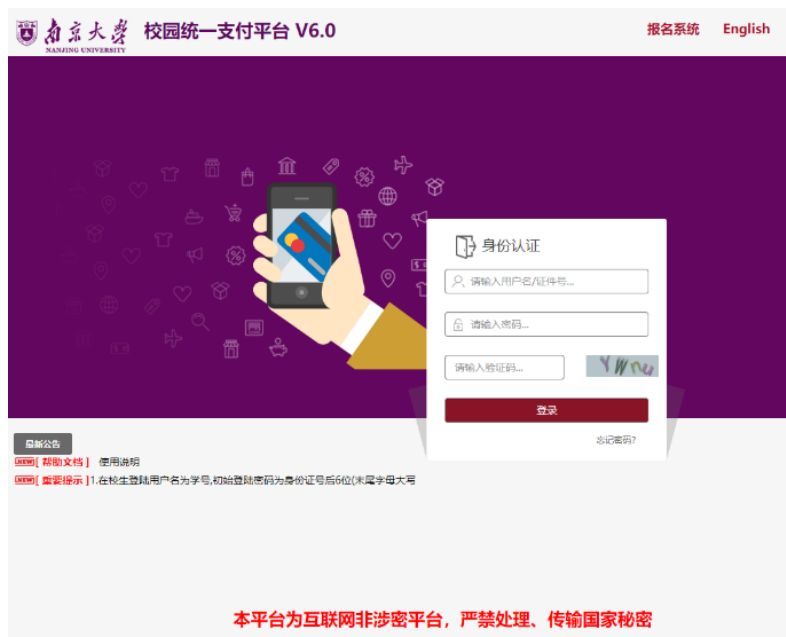 南京大學
NANJING UNIVERSITY
校园统一支付平台 V6.0
报名系统 English
身份认证
请输入用户名/证件号...
请输入密码...
请输入验证码...
YWnu
登录
忘记密码?
最新公告
NEW [ 帮助文档 ] 使用说明
NEW [ 重要提示 ]1.在校生登陆用户名为学号,初始登陆密码为身份证号后6位(末尾字母大写
本平台为互联网非涉密平台，严禁处理、传输国家秘密